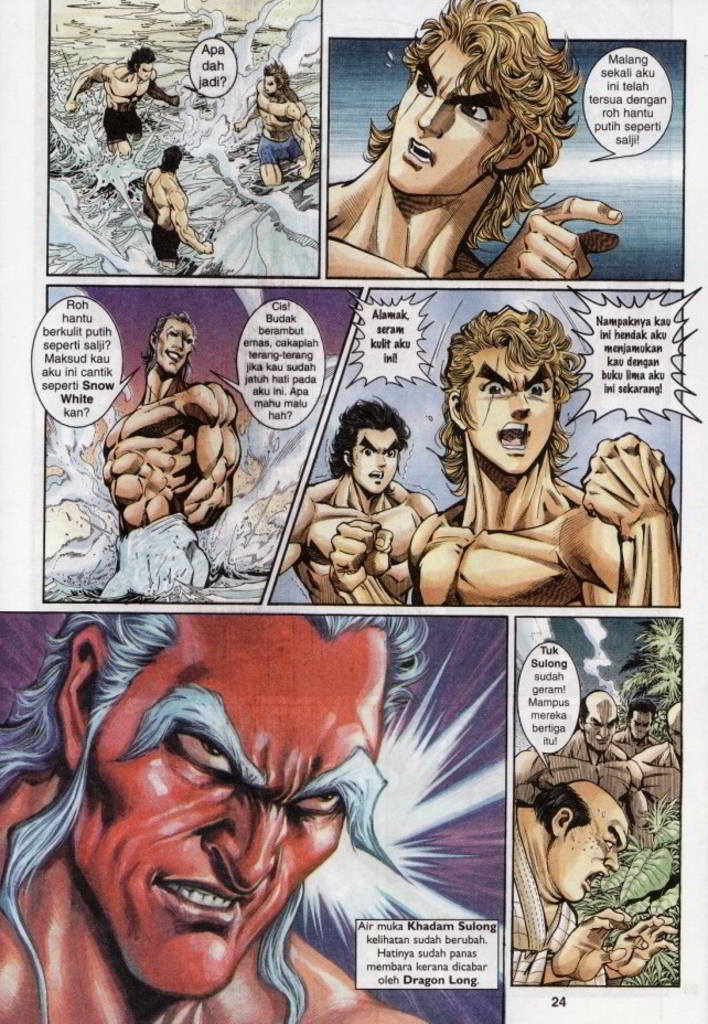 Apa
dah
jadi?
Malang
sekali aku
ini telah
tersua dengan
roh hantu
putih seperti
salji!
Roh
hantu
berkulit putih
seperti salji?
Maksud kau
aku ini cantik
seperti Snow
White
kan?
Cis!
Budak
berambut
emas, cakaplah
terang-terang
jika kau sudah
jatuh hati pada
aku ini. Apa
mahu malu
hah?
Alamak,
seram
kulit aku
ini!
Nampaknya kau
ini hendak aku
menjamukan
kau dengan
buku lima aku
ini sekarang!
Air muka Khadam Sulong
kelihatan sudah berubah.
Hatinya sudah panas
membara kerana dicabar
oleh Dragon Long.
Tuk
Sulong
sudah
geram!
Mampus
mereka
bertiga
itu!
24